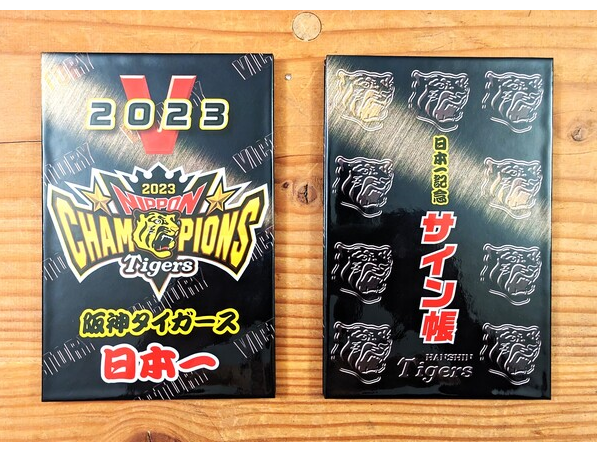 V
2023
2023
NIPPON
CHAMPIONS
Tigers
阪神タイガース
日本一
日本一記念
サイン帳
HANSHIN
Tigers